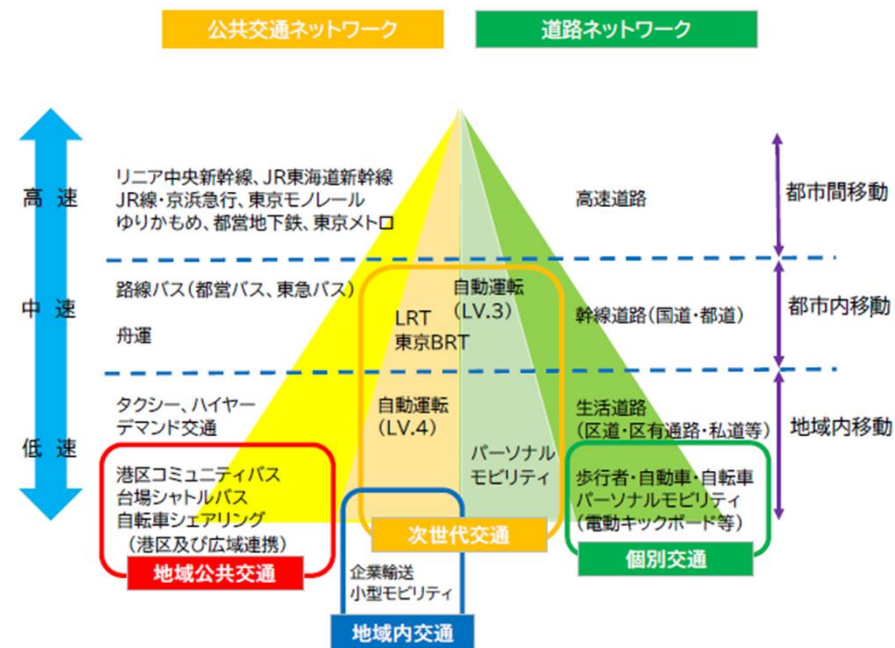 公共交通ネットワーク
道路ネットワーク
高 速
リニア中央新幹線、JR東海道新幹線
JR線・京浜急行、東京モノレール
ゆりかもめ、都営地下鉄、東京メトロ
高速道路
都市間移動
中 速
路線バス(都営バス、東急バス)
舟運
LRT
東京BRT
自動運転
(LV.3)
幹線道路(国道・都道)
都市内移動
低 速
タクシー、ハイヤー
デマンド交通
自動運転
(LV.4)
パーソナル
モビリティ
生活道路
(区道・区有通路・私道等)
地域内移動
港区コミュニティバス
台場シャトルバス
自転車シェアリング
(港区及び広域連携)
地域公共交通
企業輸送
小型モビリティ
地域内交通
次世代交通
歩行者・自動車・自転車
パーソナルモビリティ
(電動キックボード等)
個別交通